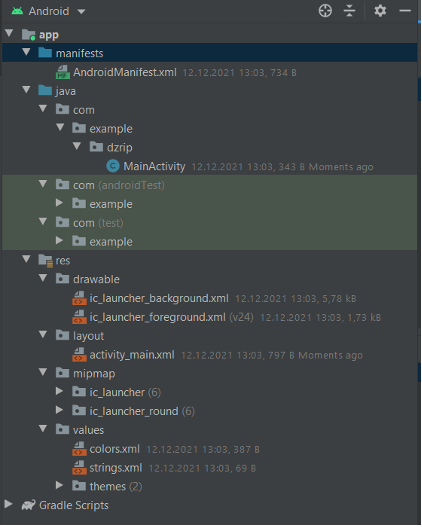 Android
app
manifests
AndroidManifest.xml 12.12.2021 13:03, 734 B
java
com
example
dzrip
MainActivity 12.12.2021 13:03, 343 B Moments ago
com (androidTest)
example
com (test)
example
res
drawable
ic_launcher_background.xml 12.12.2021 13:03, 5,78 kB
ic_launcher_foreground.xml (v24) 12.12.2021 13:03, 1,73 kB
layout
activity_main.xml 12.12.2021 13:03, 797 B Moments ago
mipmap
ic_launcher (6)
ic_launcher_round (6)
values
colors.xml 12.12.2021 13:03, 387 B
strings.xml 12.12.2021 13:03, 69 B
themes (2)
Gradle Scripts